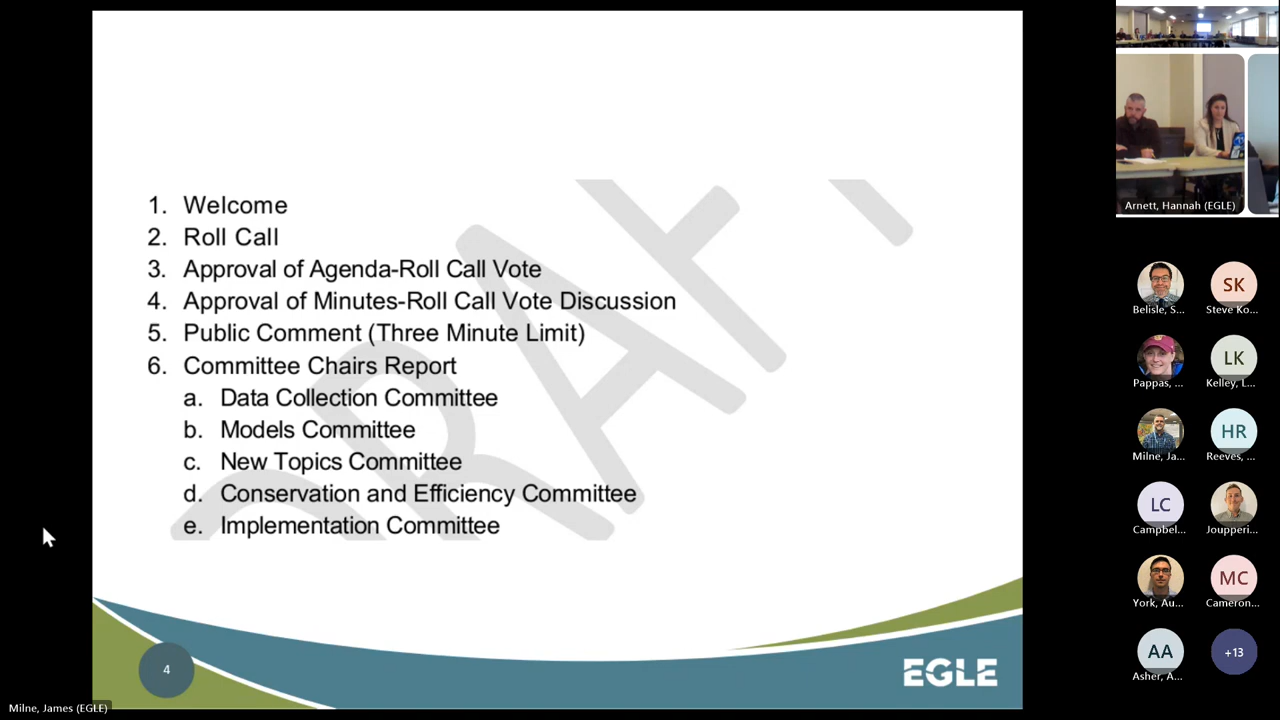 1. Welcome
2. Roll Call
3. Approval of Agenda-Roll Call Vote
4. Approval of Minutes-Roll Call Vote Discussion
5. Public Comment (Three Minute Limit)
6. Committee Chairs Report
a. Data Collection Committee
b. Models Committee
c. New Topics Committee
d. Conservation and Efficiency Committee
e. Implementation Committee
DRAFT
4
EGLE
Milne, James (EGLE)
Arnett, Hannah (EGLE)
SK
Belisle, S...
Steve Ko...
LK
Pappas, ...
Kelley, L...
HR
Milne, Ja...
Reeves, ...
LC
Campbel...
Joupperi...
MC
York, Au...
Cameron...
AA
+13
Asher, A...